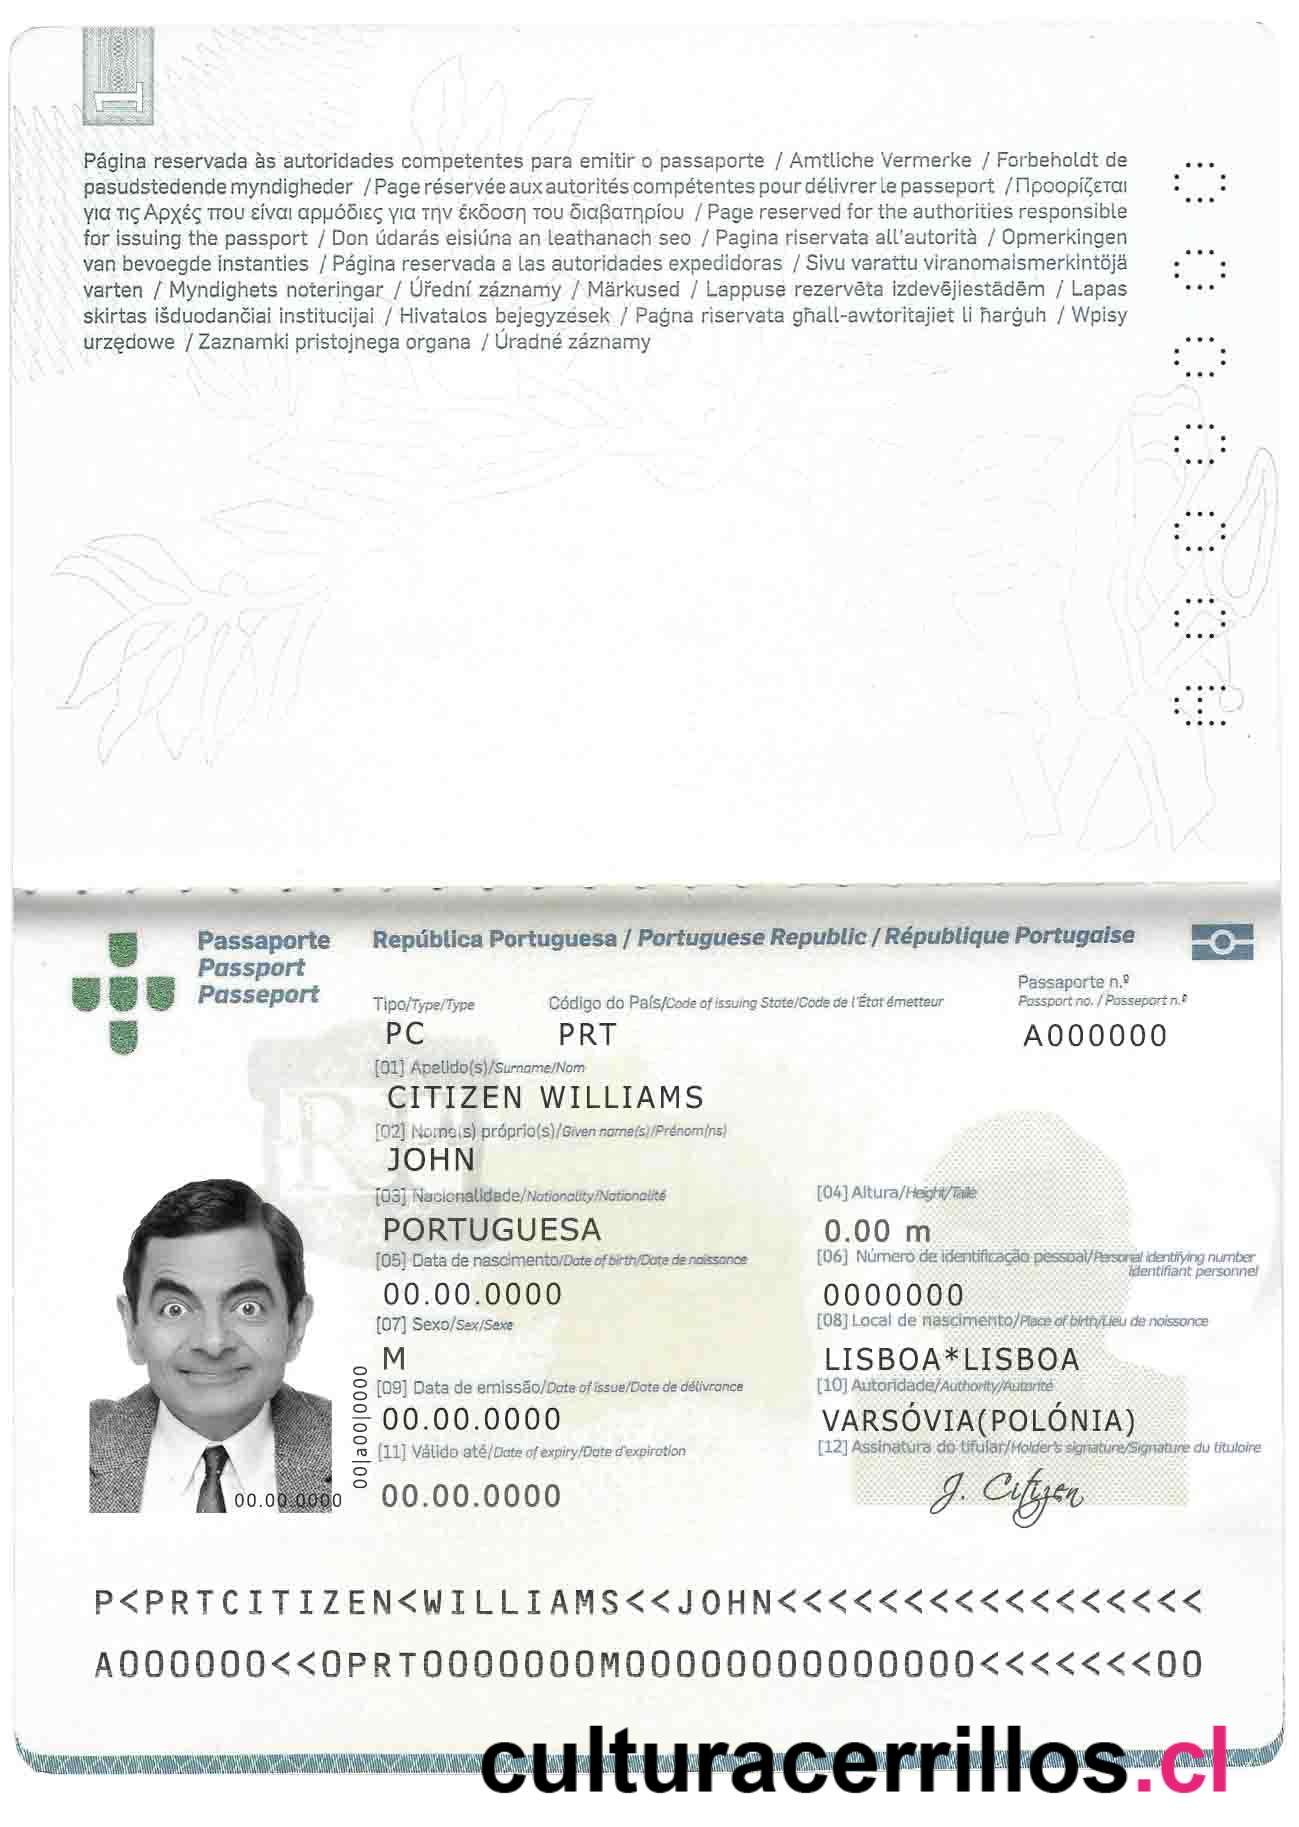 1
Página reservada às autoridades competentes para emitir o passaporte / Amtliche Vermerke / Forbeholdt de
pasudstedende myndigheder / Page réservée aux autorités compétentes pour délivrer le passeport / Προορίζεται
για τις Αρχές που είναι αρμόδιες για την έκδοση του διαβατηρίου / Page reserved for the authorities responsible
for issuing the passport / Don údarás eisiúna an leathanach seo / Pagina riservata all'autorità / Opmerkingen
van bevoegde instanties / Página reservada a las autoridades expedidoras / Sivu varattu viranomaismerkintöjä
varten / Myndighets noteringar / Úřední záznamy / Märkused / Lappuse rezervēta izdevējiestādēm / Lapas
skirtas išduodančiai institucijai / Hivatalos bejegyzések / Paġna riservata għall-awtoritajiet li ħarġuh / Wpisy
urzędowe / Zaznamki pristojnega organa / Úradné záznamy
Passaporte
Passport
Passeport
República Portuguesa / Portuguese Republic / République Portugaise
Passaporte n.º
Passport no. / Passeport n.º
Tipo/Type/Type
Código do País/Code of issuing State/Code de l'État émetteur
PC
PRT
A000000
[01] Apelido(s)/Surname/Nom
CITIZEN WILLIAMS
[02] Nome(s) próprio(s)/Given name(s)/Prénom(ns)
JOHN
[03] Nacionalidade/Nationality/Nationalité
[04] Altura/Height/Taile
PORTUGUESA
0.00 m
[05] Data de nascimento/Date of birth/Date de naissance
[06] Número de identificação pessoal/Personal identifying number
Identifiant personnel
00.00.0000
0000000
[07] Sexo/Sex/Sexe
[08] Local de nascimento/Place of birth/Lieu de naissance
M
LISBOA*LISBOA
[09] Data de emissão/Date of issue/Date de délivrance
[10] Autoridade/Authority/Autorité
00.00.0000
VARSÓVIA(POLÓNIA)
[11] Válido até/Date of expiry/Date d'expiration
[12] Assinatura do titular/Holder's signature/Signature du titulaire
00.00.0000
J. Citizen
00|a00|0000
00.00.0000
P<PRTCITIZEN<WILLIAMS<<JOHN<<<<<<<<<<<<<<<<<
A000000<<0PRT0000000M00000000000000<<<<<<<00
culturacerrillos.cl